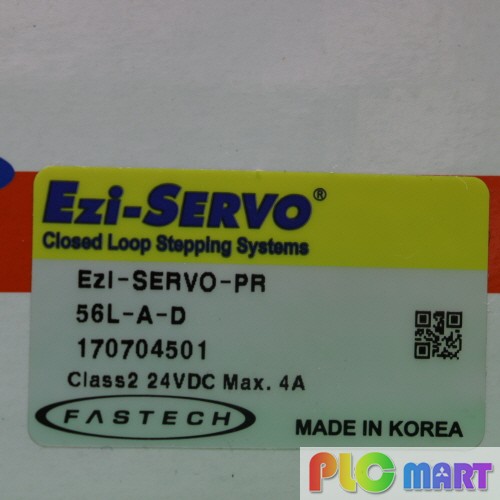 Ezi-SERVO®
Closed Loop Stepping Systems
EzI-SERVO-PR
56L-A-D
170704501
Class2 24VDC Max. 4A
FASTECH
MADE IN KOREA
PLC mART